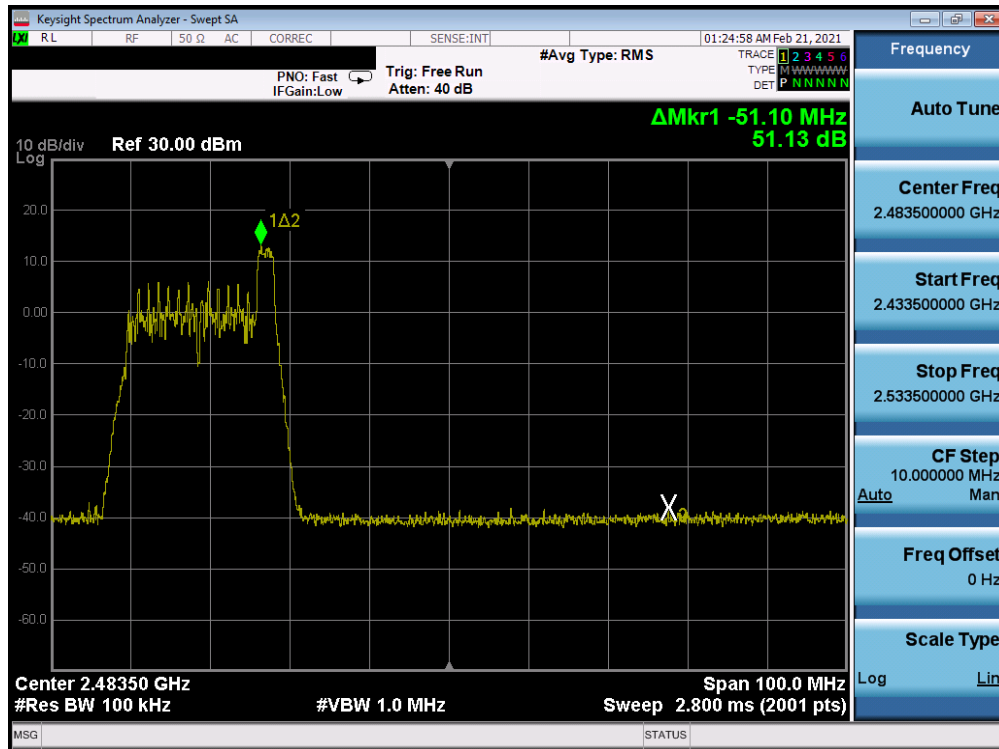 Keysight Spectrum Analyzer - Swept SA
LXI RL RF 50 Ω AC CORREC SENSE:INT 01:24:58 AM Feb 21, 2021
#Avg Type: RMS TRACE 1 2 3 4 5 6
PNO: Fast Trig: Free Run TYPE M WWWWW
IFGain:Low Atten: 40 dB DET P N N N N N
ΔMkr1 -51.10 MHz
51.13 dB
10 dB/div Ref 30.00 dBm
Log
1Δ2
20.0
10.0
0.00
-10.0
-20.0
-30.0
-40.0
-50.0
-60.0
Center 2.48350 GHz Span 100.0 MHz
#Res BW 100 kHz #VBW 1.0 MHz Sweep 2.800 ms (2001 pts)
MSG STATUS
Frequency
Auto Tune
Center Freq
2.483500000 GHz
Start Freq
2.433500000 GHz
Stop Freq
2.533500000 GHz
CF Step
10.000000 MHz
Auto Man
Freq Offset
0 Hz
Scale Type
Log Lin